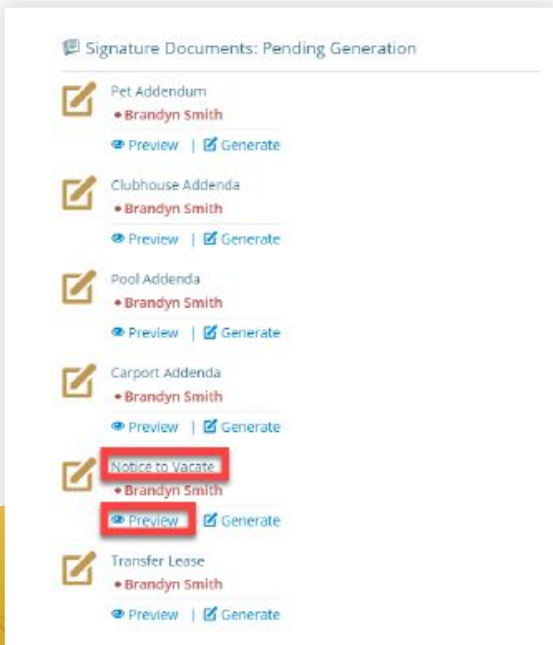 Signature Documents: Pending Generation
Pet Addendum
• Brandyn Smith
Preview | Generate
Clubhouse Addenda
• Brandyn Smith
Preview | Generate
Pool Addenda
• Brandyn Smith
Preview | Generate
Carport Addenda
• Brandyn Smith
Preview | Generate
Notice to Vacate
• Brandyn Smith
Preview Generate
Transfer Lease
• Brandyn Smith
Preview | Generate